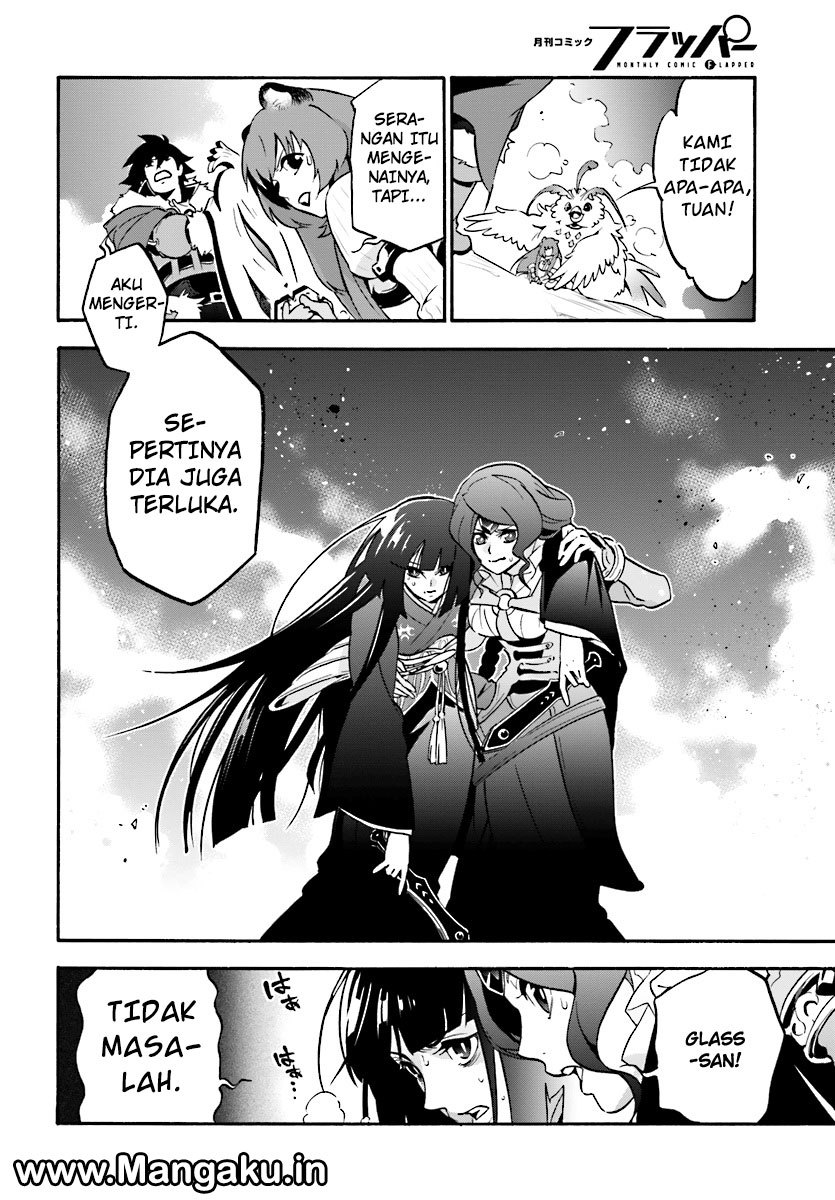 月刊コミック
フラッパー
MONTHLY COMIC FLAPPER
KAMI
TIDAK
APA-APA,
TUAN!
SERA-
NGAN ITU
MENGE-
NAINYA,
TAPI...
AKU
MENGER-
TI.
SE-
PERTINYA
DIA JUGA
TERLUKA.
GLASS
-SAN!
はぁ
はぁ…
TIDAK
MASA-
LAH.
www.Mangaku.in